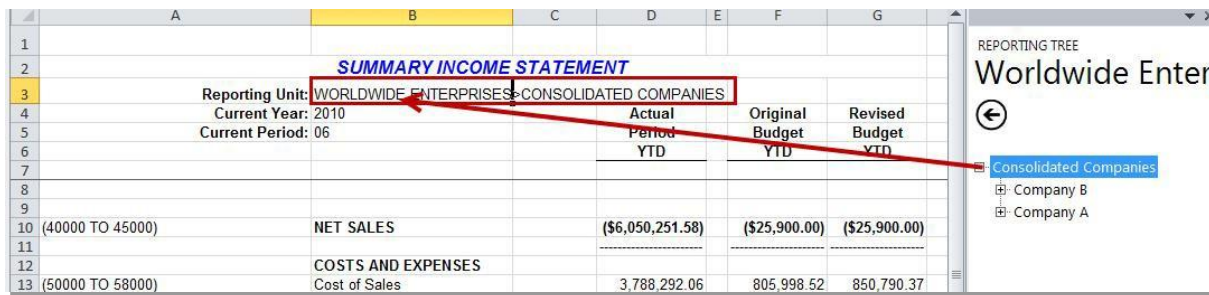 A B C D E F G
1
2 SUMMARY INCOME STATEMENT
3 Reporting Unit: WORLDWIDE ENTERPRISES>CONSOLIDATED COMPANIES
4 Current Year: 2010 Actual Original Revised
5 Current Period: 06 Period Budget Budget
6 YTD YTD YTD
7
8
9
10 (40000 TO 45000) NET SALES ($6,050,251.58) ($25,900.00) ($25,900.00)
11
12 COSTS AND EXPENSES
13 (50000 TO 58000) Cost of Sales 3,788,292.06 805,998.52 850,790.37
REPORTING TREE
Worldwide Enter
Consolidated Companies
Company B
Company A